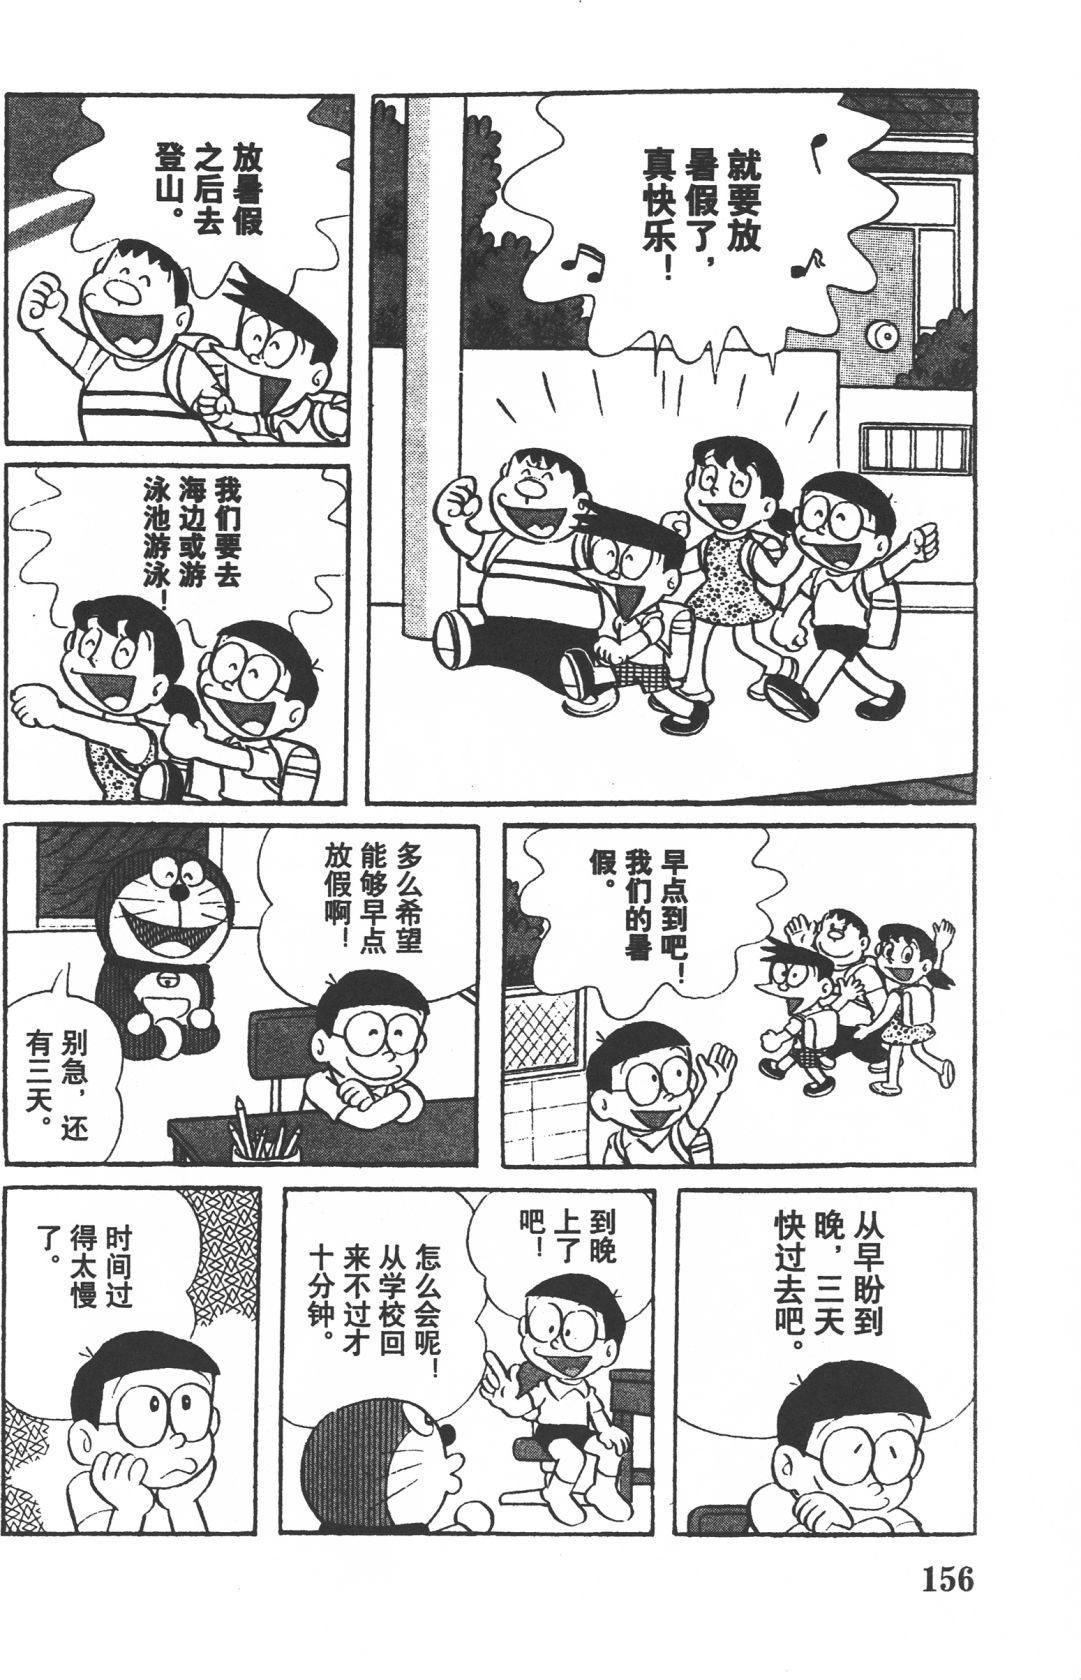 就要放
暑假了，
真快乐！
放暑假
之后去
登山。
我们要去
海边或游
泳池游泳！
早点到吧！
我们的暑
假。
多么希望
能够早点
放假啊！
别急，还
有三天。
从早盼到
晚，三天
快过去吧。
到晚
上了
吧！
怎么会呢！
从学校回
来不过才
十分钟。
时间过
得太慢
了。
156